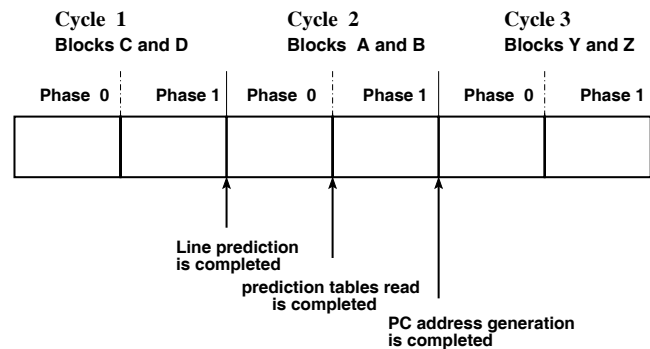 Cycle 1
Cycle 2
Cycle 3
Blocks C and D
Blocks A and B
Blocks Y and Z
Phase 0
Phase 1
Phase 0
Phase 1
Phase 0
Phase 1
Line prediction
is completed
prediction tables read
is completed
PC address generation
is completed